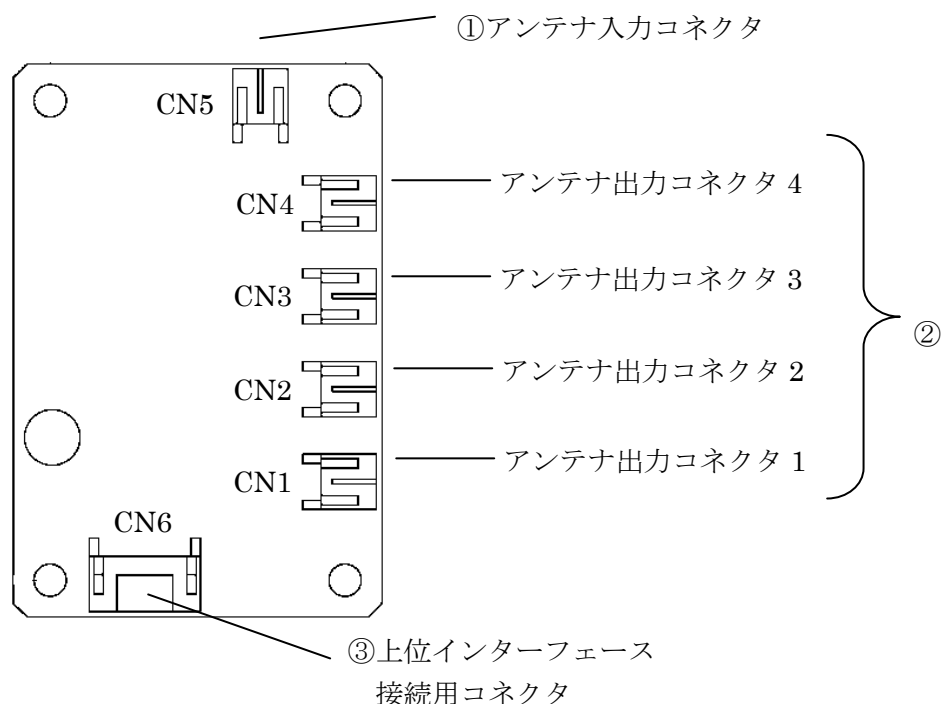 ①アンテナ入力コネクタ
CN5
アンテナ出力コネクタ 4
CN4
アンテナ出力コネクタ 3
CN3
②
アンテナ出力コネクタ 2
CN2
アンテナ出力コネクタ 1
CN1
CN6
③上位インターフェース
接続用コネクタ